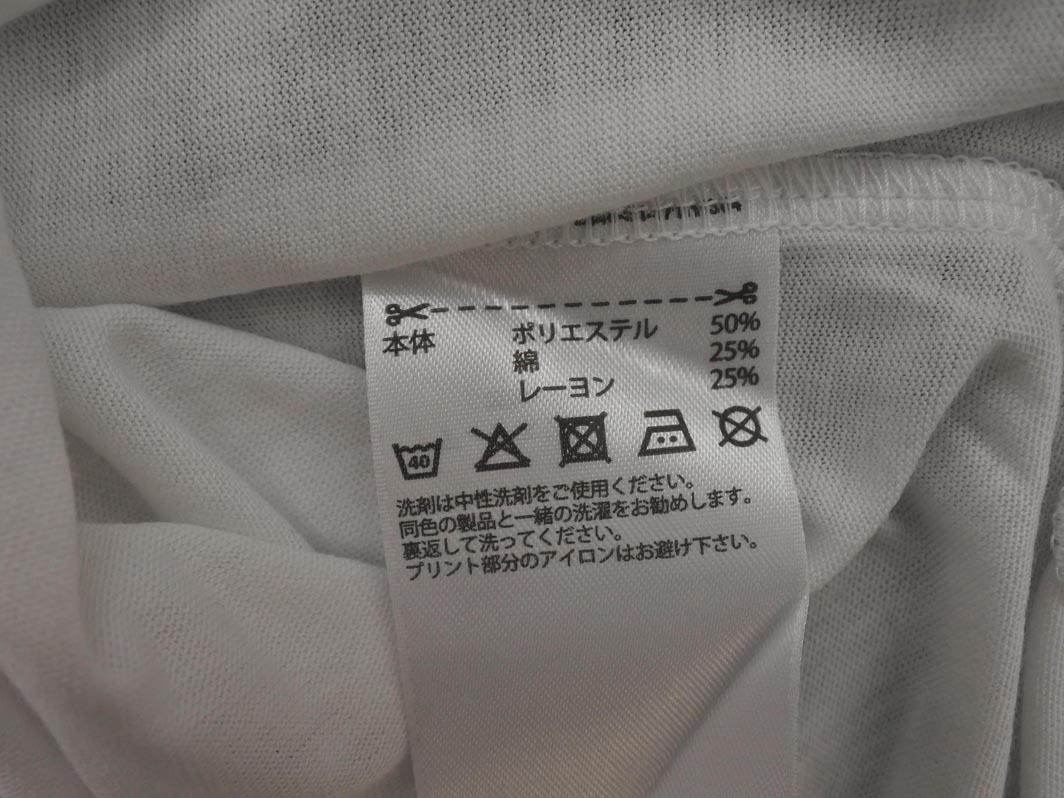 本体 ポリエステル 50%
綿 25%
レーヨン 25%
40
洗剤は中性洗剤をご使用ください。
同色の製品と一緒の洗濯をお勧めします。
裏返して洗ってください。
プリント部分のアイロンはお避け下さい。